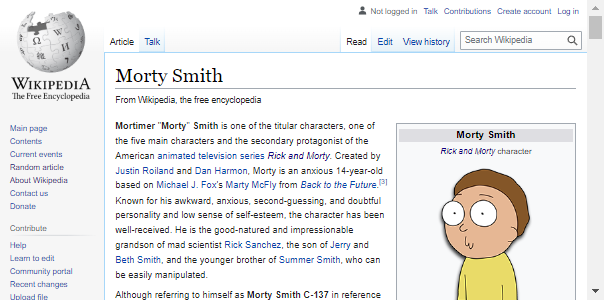 Not logged in Talk Contributions Create account Log in
Article Talk Read Edit View history Search Wikipedia
WIKIPEDIA
The Free Encyclopedia
Main page
Contents
Current events
Random article
About Wikipedia
Contact us
Donate
Contribute
Help
Learn to edit
Community portal
Recent changes
Upload file
Morty Smith
From Wikipedia, the free encyclopedia
Mortimer "Morty" Smith is one of the titular characters, one of
the five main characters and the secondary protagonist of the
American animated television series Rick and Morty. Created by
Justin Roiland and Dan Harmon, Morty is an anxious 14-year-old
based on Michael J. Fox's Marty McFly from Back to the Future.[3]
Known for his awkward, anxious, second-guessing, and doubtful
personality and low sense of self-esteem, the character has been
well-received. He is the good-natured and impressionable
grandson of mad scientist Rick Sanchez, the son of Jerry and
Beth Smith, and the younger brother of Summer Smith, who can
be easily manipulated.
Although referring to himself as Morty Smith C-137 in reference
Morty Smith
Rick and Morty character